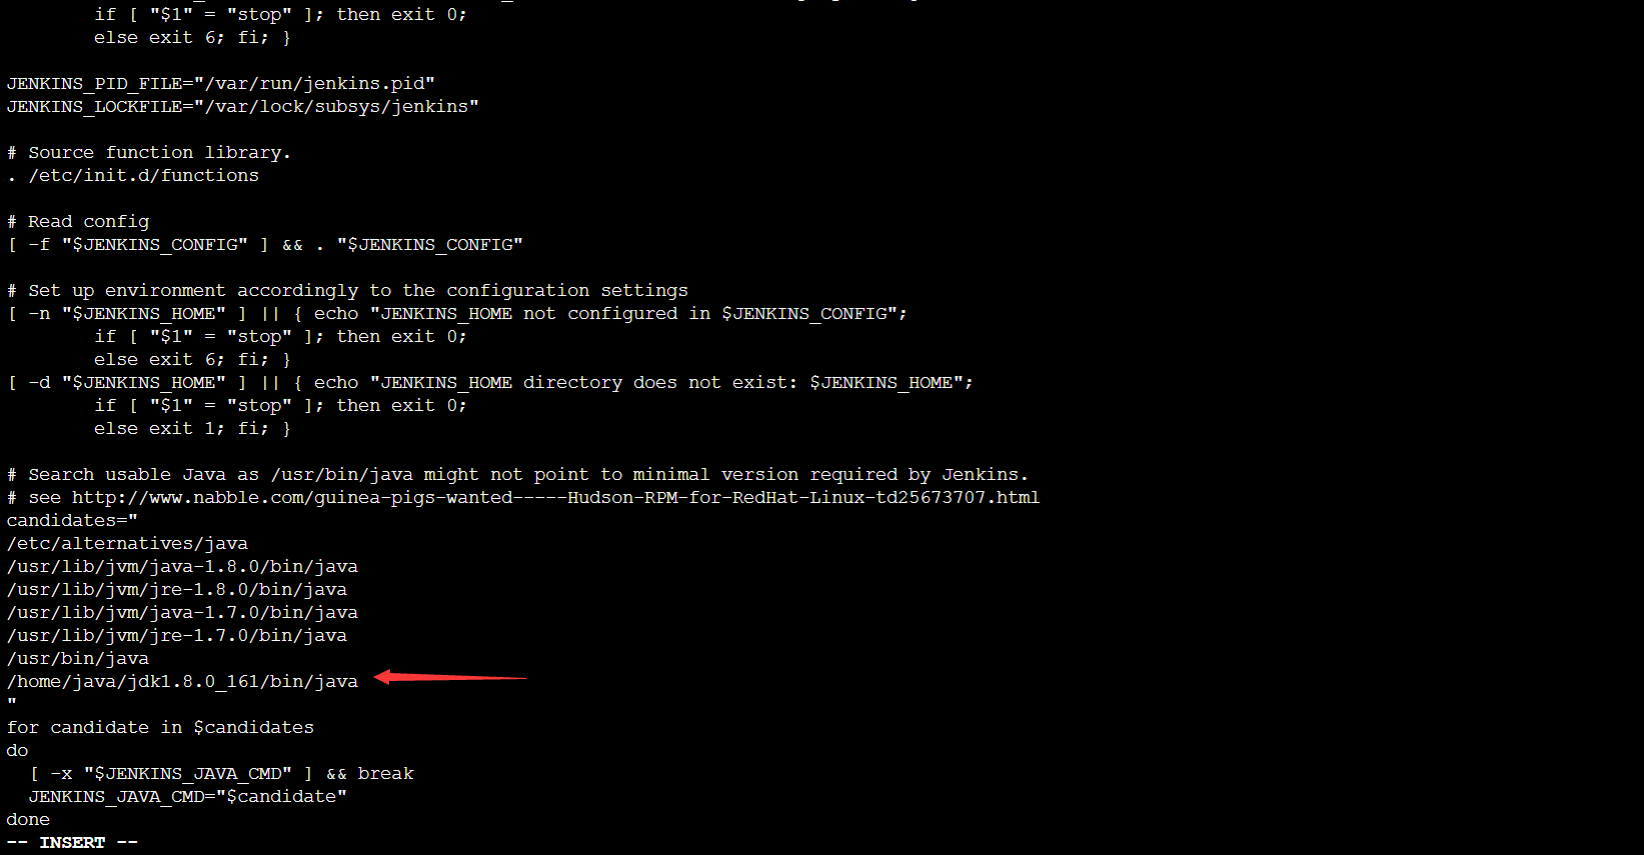 if [ "$1" = "stop" ]; then exit 0;
else exit 6; fi; }
JENKINS_PID_FILE="/var/run/jenkins.pid"
JENKINS_LOCKFILE="/var/lock/subsys/jenkins"
# Source function library.
. /etc/init.d/functions
# Read config
[ -f "$JENKINS_CONFIG" ] && . "$JENKINS_CONFIG"
# Set up environment accordingly to the configuration settings
[ -n "$JENKINS_HOME" ] || { echo "JENKINS_HOME not configured in $JENKINS_CONFIG";
if [ "$1" = "stop" ]; then exit 0;
else exit 6; fi; }
[ -d "$JENKINS_HOME" ] || { echo "JENKINS_HOME directory does not exist: $JENKINS_HOME";
if [ "$1" = "stop" ]; then exit 0;
else exit 1; fi; }
# Search usable Java as /usr/bin/java might not point to minimal version required by Jenkins.
# see http://www.nabble.com/guinea-pigs-wanted-----Hudson-RPM-for-RedHat-Linux-td25673707.html
candidates="
/etc/alternatives/java
/usr/lib/jvm/java-1.8.0/bin/java
/usr/lib/jvm/jre-1.8.0/bin/java
/usr/lib/jvm/java-1.7.0/bin/java
/usr/lib/jvm/jre-1.7.0/bin/java
/usr/bin/java
/home/java/jdk1.8.0_161/bin/java
"
for candidate in $candidates
do
[ -x "$JENKINS_JAVA_CMD" ] && break
JENKINS_JAVA_CMD="$candidate"
done
-- INSERT --